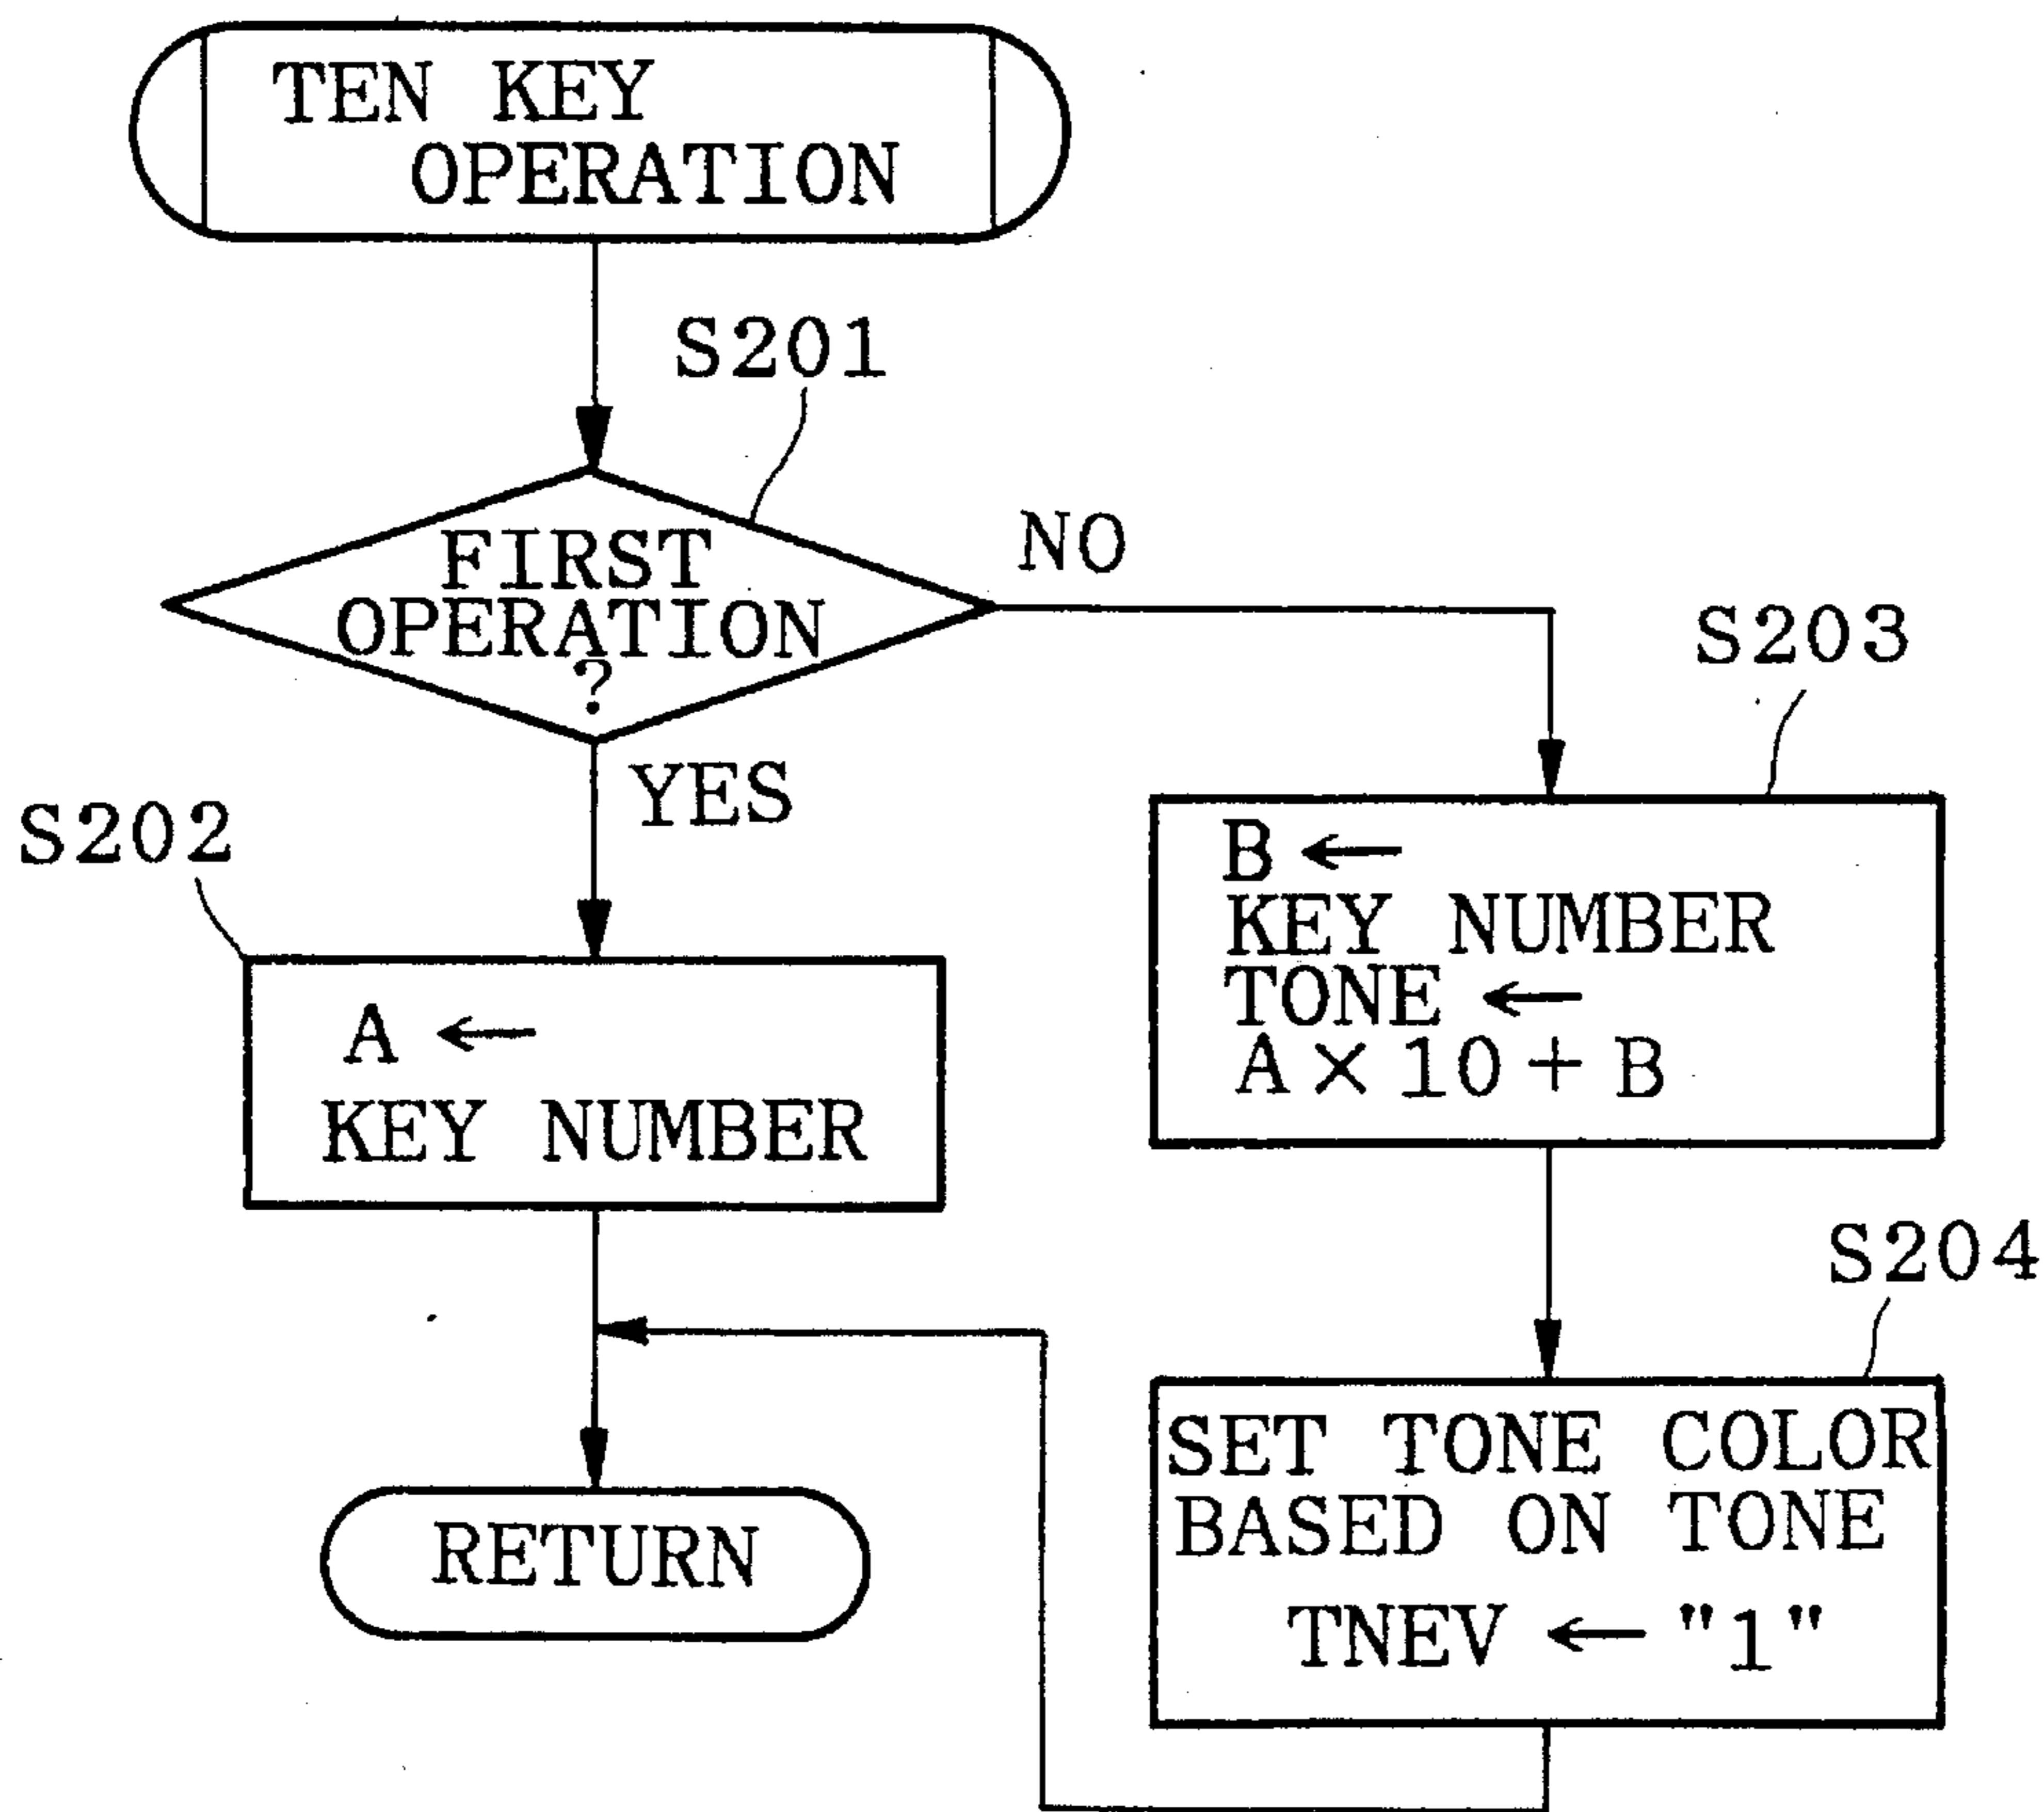 TEN KEY
OPERATION
S201
FIRST
OPERATION
?
NO
YES
S202
A ←
KEY NUMBER
S203
B ←
KEY NUMBER
TONE ←
A × 10 + B
S204
SET TONE COLOR
BASED ON TONE
TNEV ← "1"
RETURN